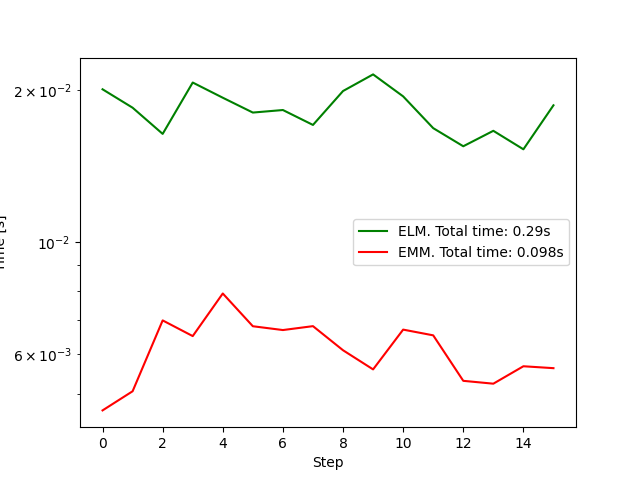 2 × 10⁻²
10⁻²
6 × 10⁻³
Time [s]
ELM. Total time: 0.29s
EMM. Total time: 0.098s
0 2 4 6 8 10 12 14
Step